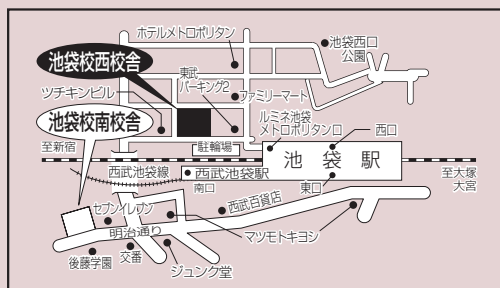 ホテルメトロポリタン
池袋西口
公園
池袋校西校舎
東武
パーキング2
ファミリーマート
ツチキンビル
池袋校南校舎
ルミネ池袋
メトロポリタン口
西口
至新宿
駐輪場
池袋駅
西武池袋線
西武池袋駅
南口
東口
至大塚
大宮
セブンイレブン
西武百貨店
明治通り
マツモトキヨシ
後藤学園
交番
ジュンク堂